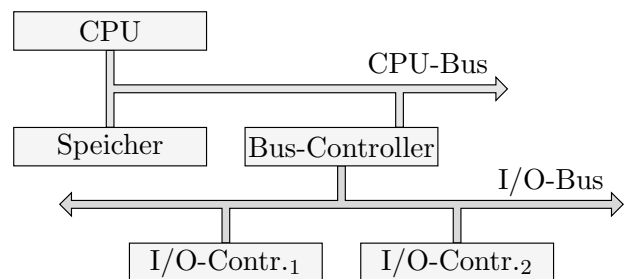 CPU
CPU-Bus
Speicher
Bus-Controller
I/O-Bus
I/O-Contr.₁
I/O-Contr.₂